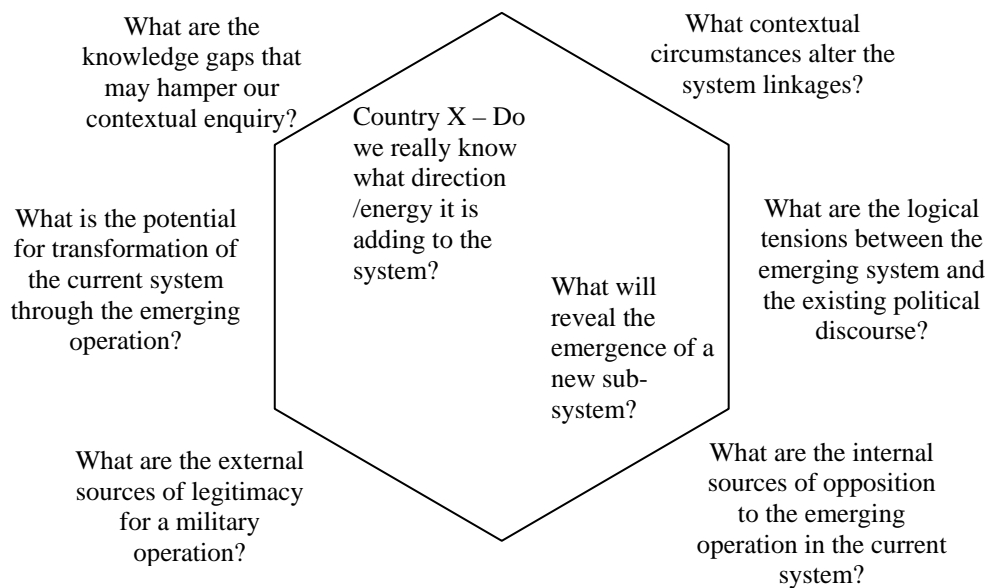 What are the
knowledge gaps that
may hamper our
contextual enquiry?
What contextual
circumstances alter the
system linkages?
Country X – Do
we really know
what direction
/energy it is
adding to the
system?
What is the potential
for transformation of
the current system
through the emerging
operation?
What are the logical
tensions between the
emerging system and
the existing political
discourse?
What will
reveal the
emergence of a
new sub-
system?
What are the external
sources of legitimacy
for a military
operation?
What are the internal
sources of opposition
to the emerging
operation in the current
system?